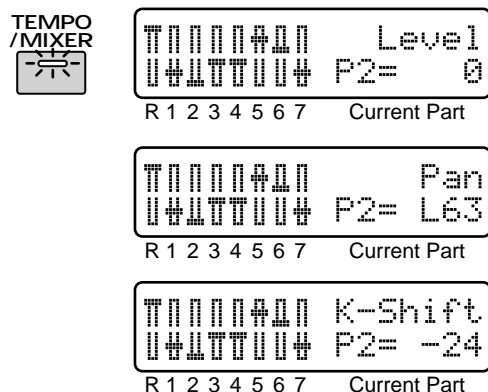 TEMPO
/MIXER
Level
P2= 0
R 1 2 3 4 5 6 7 Current Part
Pan
P2= L63
R 1 2 3 4 5 6 7 Current Part
K-Shift
P2= -24
R 1 2 3 4 5 6 7 Current Part